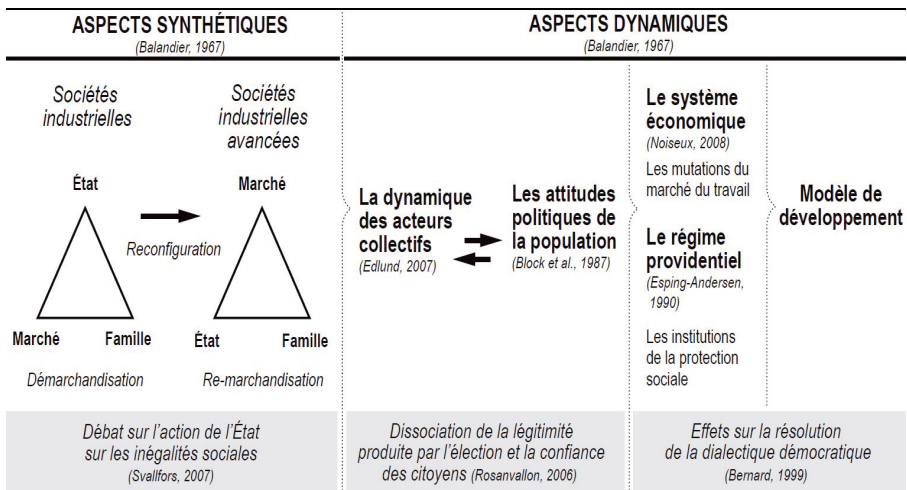 ASPECTS SYNTHÉTIQUES
(Balandier, 1967)
Sociétés
industrielles
Sociétés
industrielles
avancées
État
Marché
Famille
Démarchandisation
Reconfiguration
Marché
État
Famille
Re-marchandisation
Débat sur l'action de l'État
sur les inégalités sociales
(Svallfors, 2007)
ASPECTS DYNAMIQUES
(Balandier, 1967)
La dynamique
des acteurs
collectifs
(Edlund, 2007)
Les attitudes
politiques de
la population
(Block et al., 1987)
Dissociation de la légitimité
produite par l'élection et la confiance
des citoyens (Rosanvallon, 2006)
Le système
économique
(Noiseux, 2008)
Les mutations du
marché du travail
Le régime
providentiel
(Esping-Andersen,
1990)
Les institutions
de la protection
sociale
Modèle de
développement
Effets sur la résolution
de la dialectique démocratique
(Bernard, 1999)